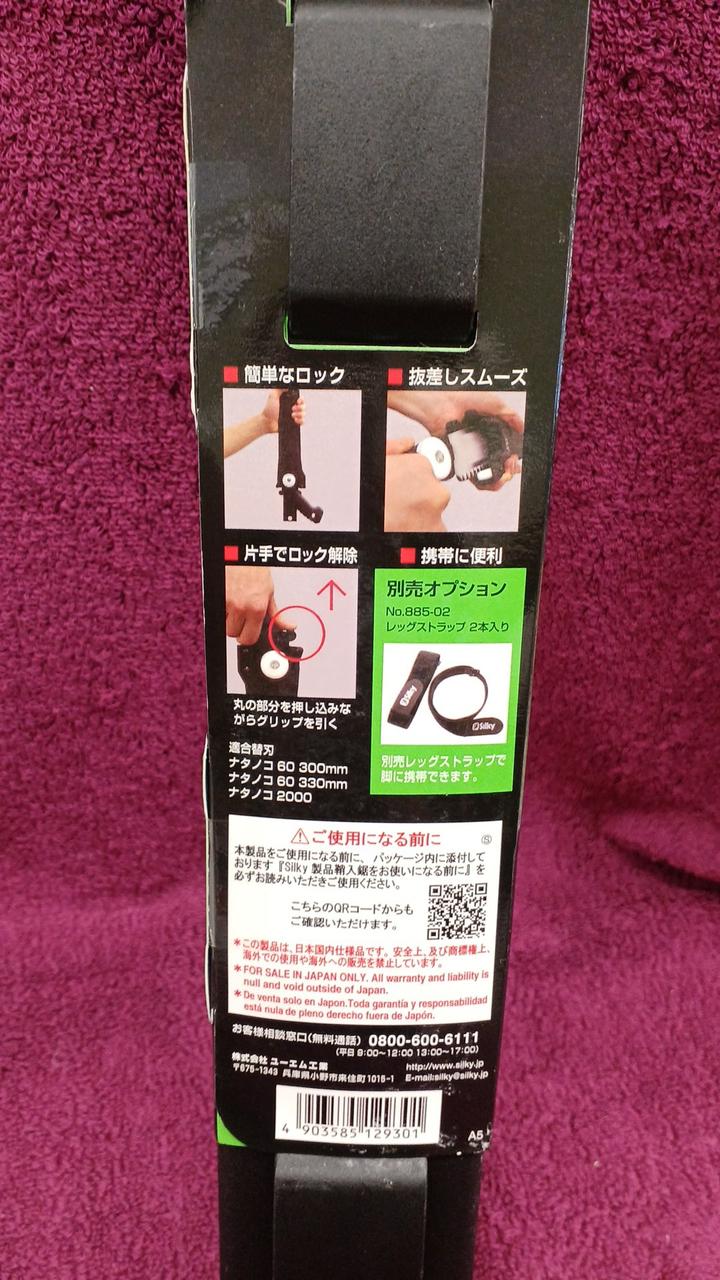 ■ 簡単なロック
■ 抜差しスムーズ
■ 片手でロック解除
丸の部分を押し込みな
がらグリップを引く
■ 携帯に便利
別売オプション
No.885-02
レッグストラップ 2本入り
Silky
Silky
別売レッグストラップで
脚に携帯できます。
適合替刃
ナタノコ 60 300mm
ナタノコ 60 330mm
ナタノコ 2000
⚠ご使用になる前に
Ⓢ
本製品をご使用になる前に、パッケージ内に添付して
おります『Silky 製品鞘入鋸をお使いになる前に』を
必ずお読みいただきご使用ください。
こちらのQRコードからも
ご確認いただけます。
*この製品は、日本国内仕様品です。安全上、及び商標権上、
海外での使用や海外への販売を禁止しています。
*FOR SALE IN JAPAN ONLY. All warranty and liability is
null and void outside of Japan.
*De venta solo en Japon.Toda garantía y responsabilidad
está nula de pleno derecho fuera de Japón.
お客様相談窓口(無料通話) 0800-600-6111
(平日 9:00~12:00 13:00~17:00)
株式会社 ユーエム工業
http://www.silky.jp
〒675-1343 兵庫県小野市来住町1016-1 E-mail:silky@silky.jp
4 903585 129301
A5